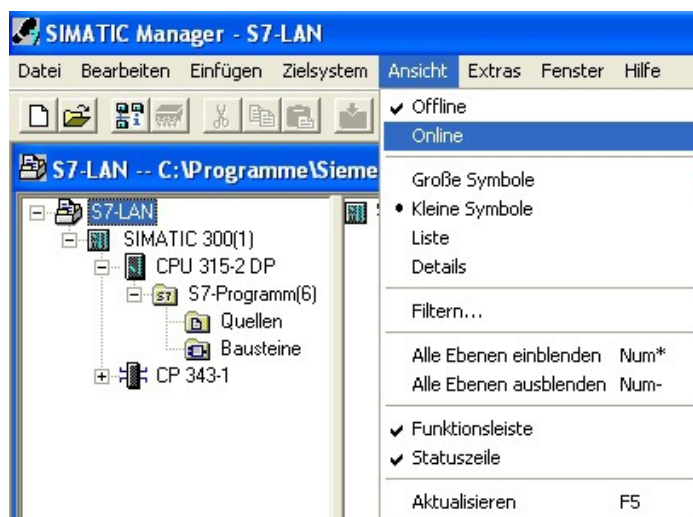 SIMATIC Manager - S7-LAN
Datei Bearbeiten Einfügen Zielsystem Ansicht Extras Fenster Hilfe
Offline
Online
Große Symbole
Kleine Symbole
Liste
Details
Filtern...
Alle Ebenen einblenden Num*
Alle Ebenen ausblenden Num-
Funktionsleiste
Statuszeile
Aktualisieren F5
S7-LAN -- C:\Programme\Sieme
S7-LAN
SIMATIC 300(1)
CPU 315-2 DP
S7-Programm(6)
Quellen
Bausteine
CP 343-1